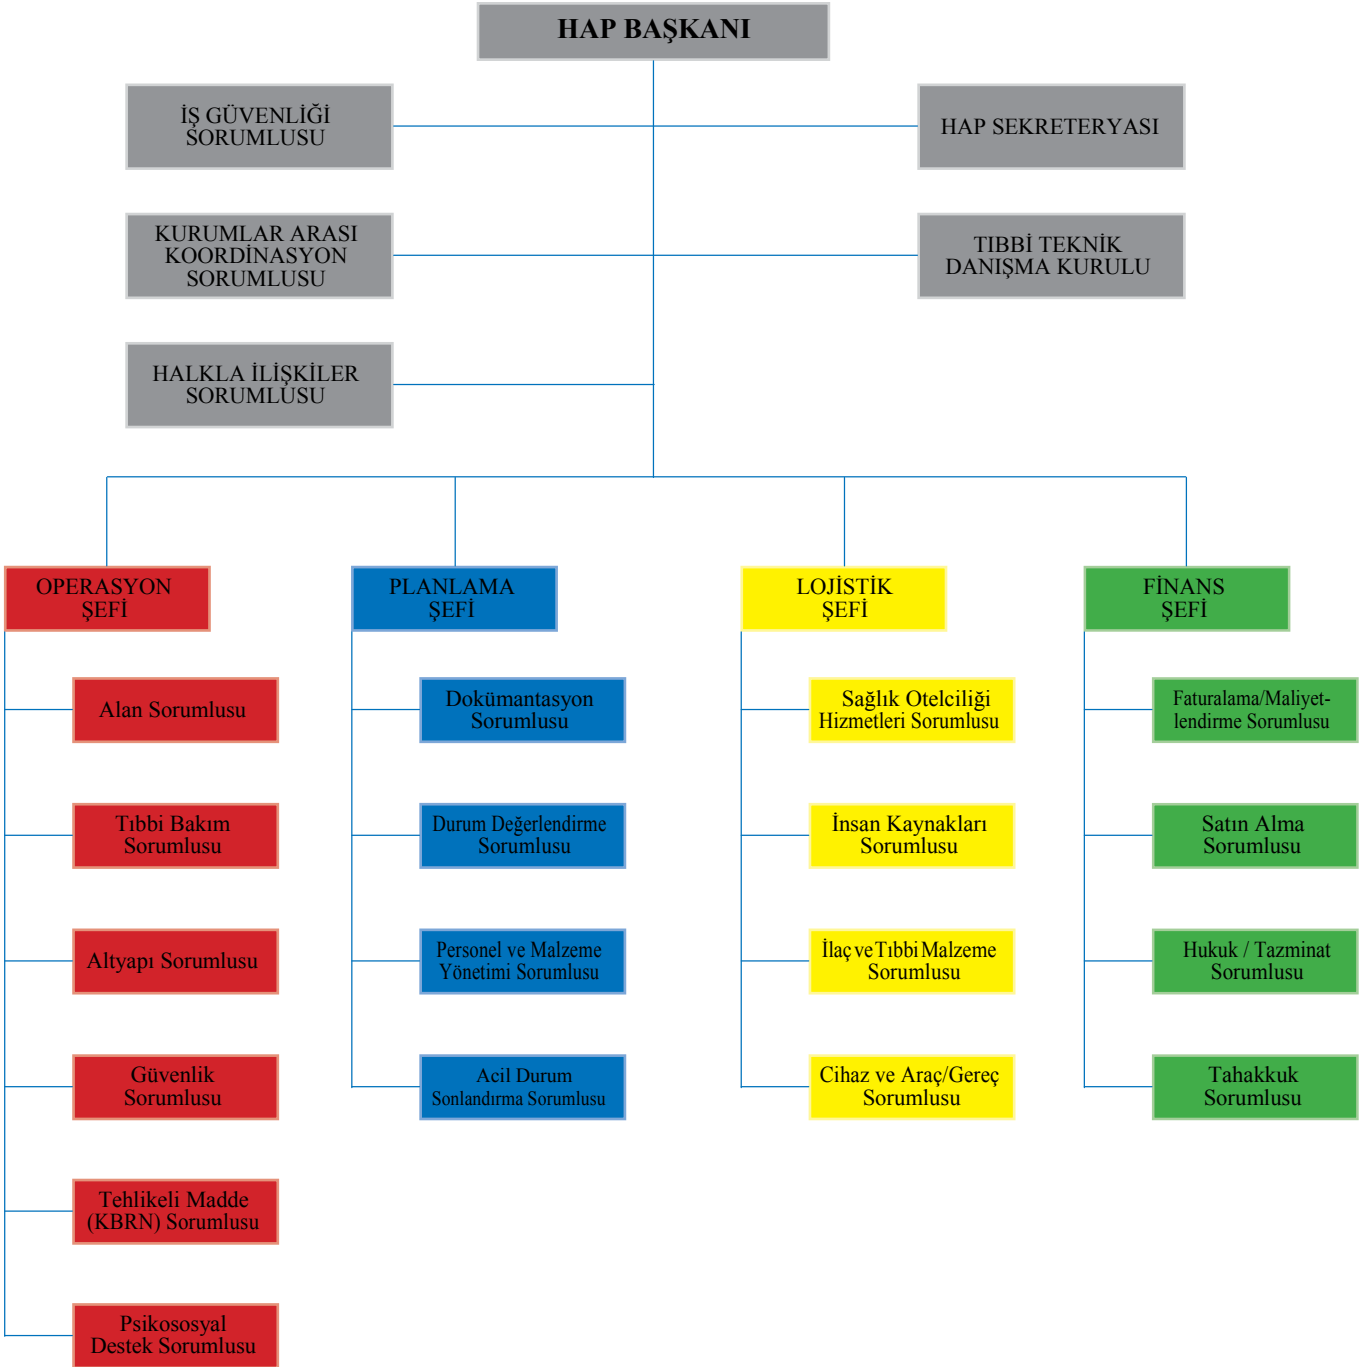 HAP BAŞKANI
İŞ GÜVENLİĞİ
SORUMLUSU
HAP SEKRETERYASI
KURUMLAR ARASI
KOORDİNASYON
SORUMLUSU
TIBBİ TEKNİK
DANIŞMA KURULU
HALKLA İLİŞKİLER
SORUMLUSU
OPERASYON
ŞEFİ
Alan Sorumlusu
Tıbbi Bakım
Sorumlusu
Altyapı Sorumlusu
Güvenlik
Sorumlusu
Tehlikeli Madde
(KBRN) Sorumlusu
Psikososyal
Destek Sorumlusu
PLANLAMA
ŞEFİ
Dokümantasyon
Sorumlusu
Durum Değerlendirme
Sorumlusu
Personel ve Malzeme
Yönetimi Sorumlusu
Acil Durum
Sonlandırma Sorumlusu
LOJİSTİK
ŞEFİ
Sağlık Otelciliği
Hizmetleri Sorumlusu
İnsan Kaynakları
Sorumlusu
İlaç ve Tıbbi Malzeme
Sorumlusu
Cihaz ve Araç/Gereç
Sorumlusu
FİNANS
ŞEFİ
Faturalama/Maliyet-
lendirme Sorumlusu
Satın Alma
Sorumlusu
Hukuk / Tazminat
Sorumlusu
Tahakkuk
Sorumlusu